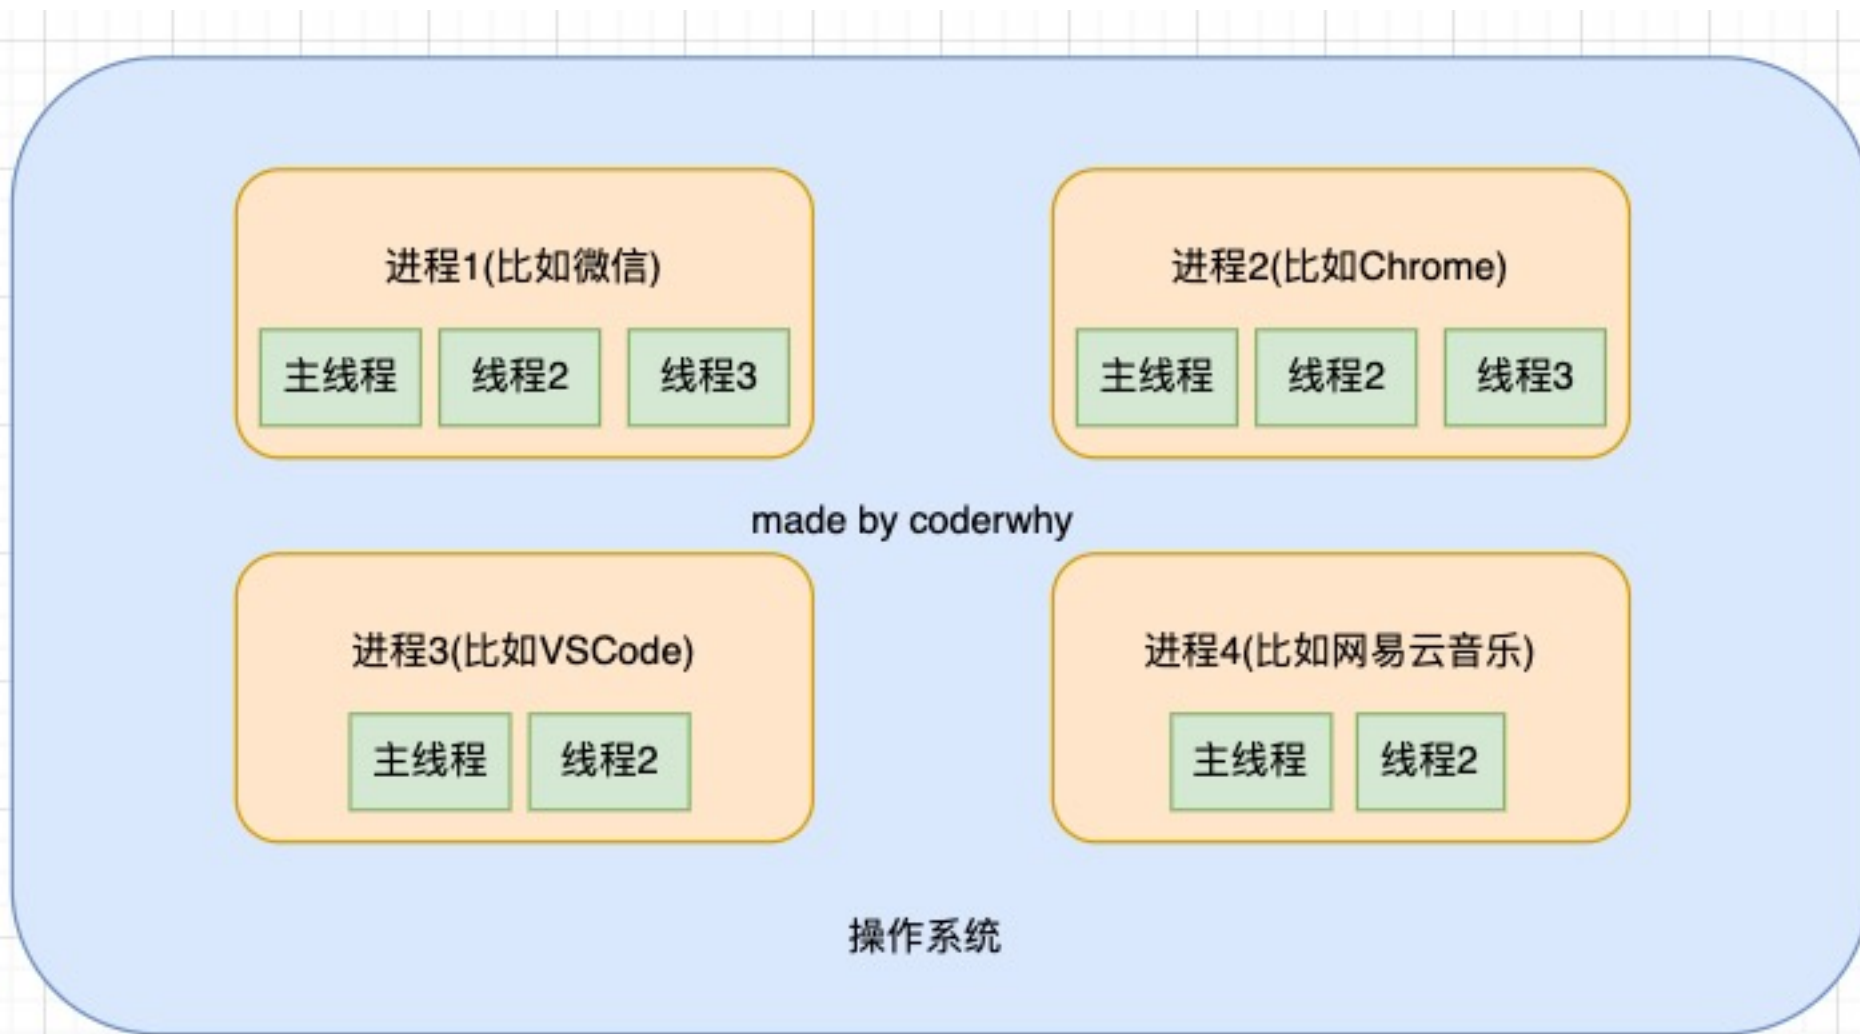 进程1(比如微信)
进程2(比如Chrome)
主线程 线程2 线程3
主线程 线程2 线程3
made by coderwhy
进程3(比如VSCode)
进程4(比如网易云音乐)
主线程 线程2
主线程 线程2
操作系统